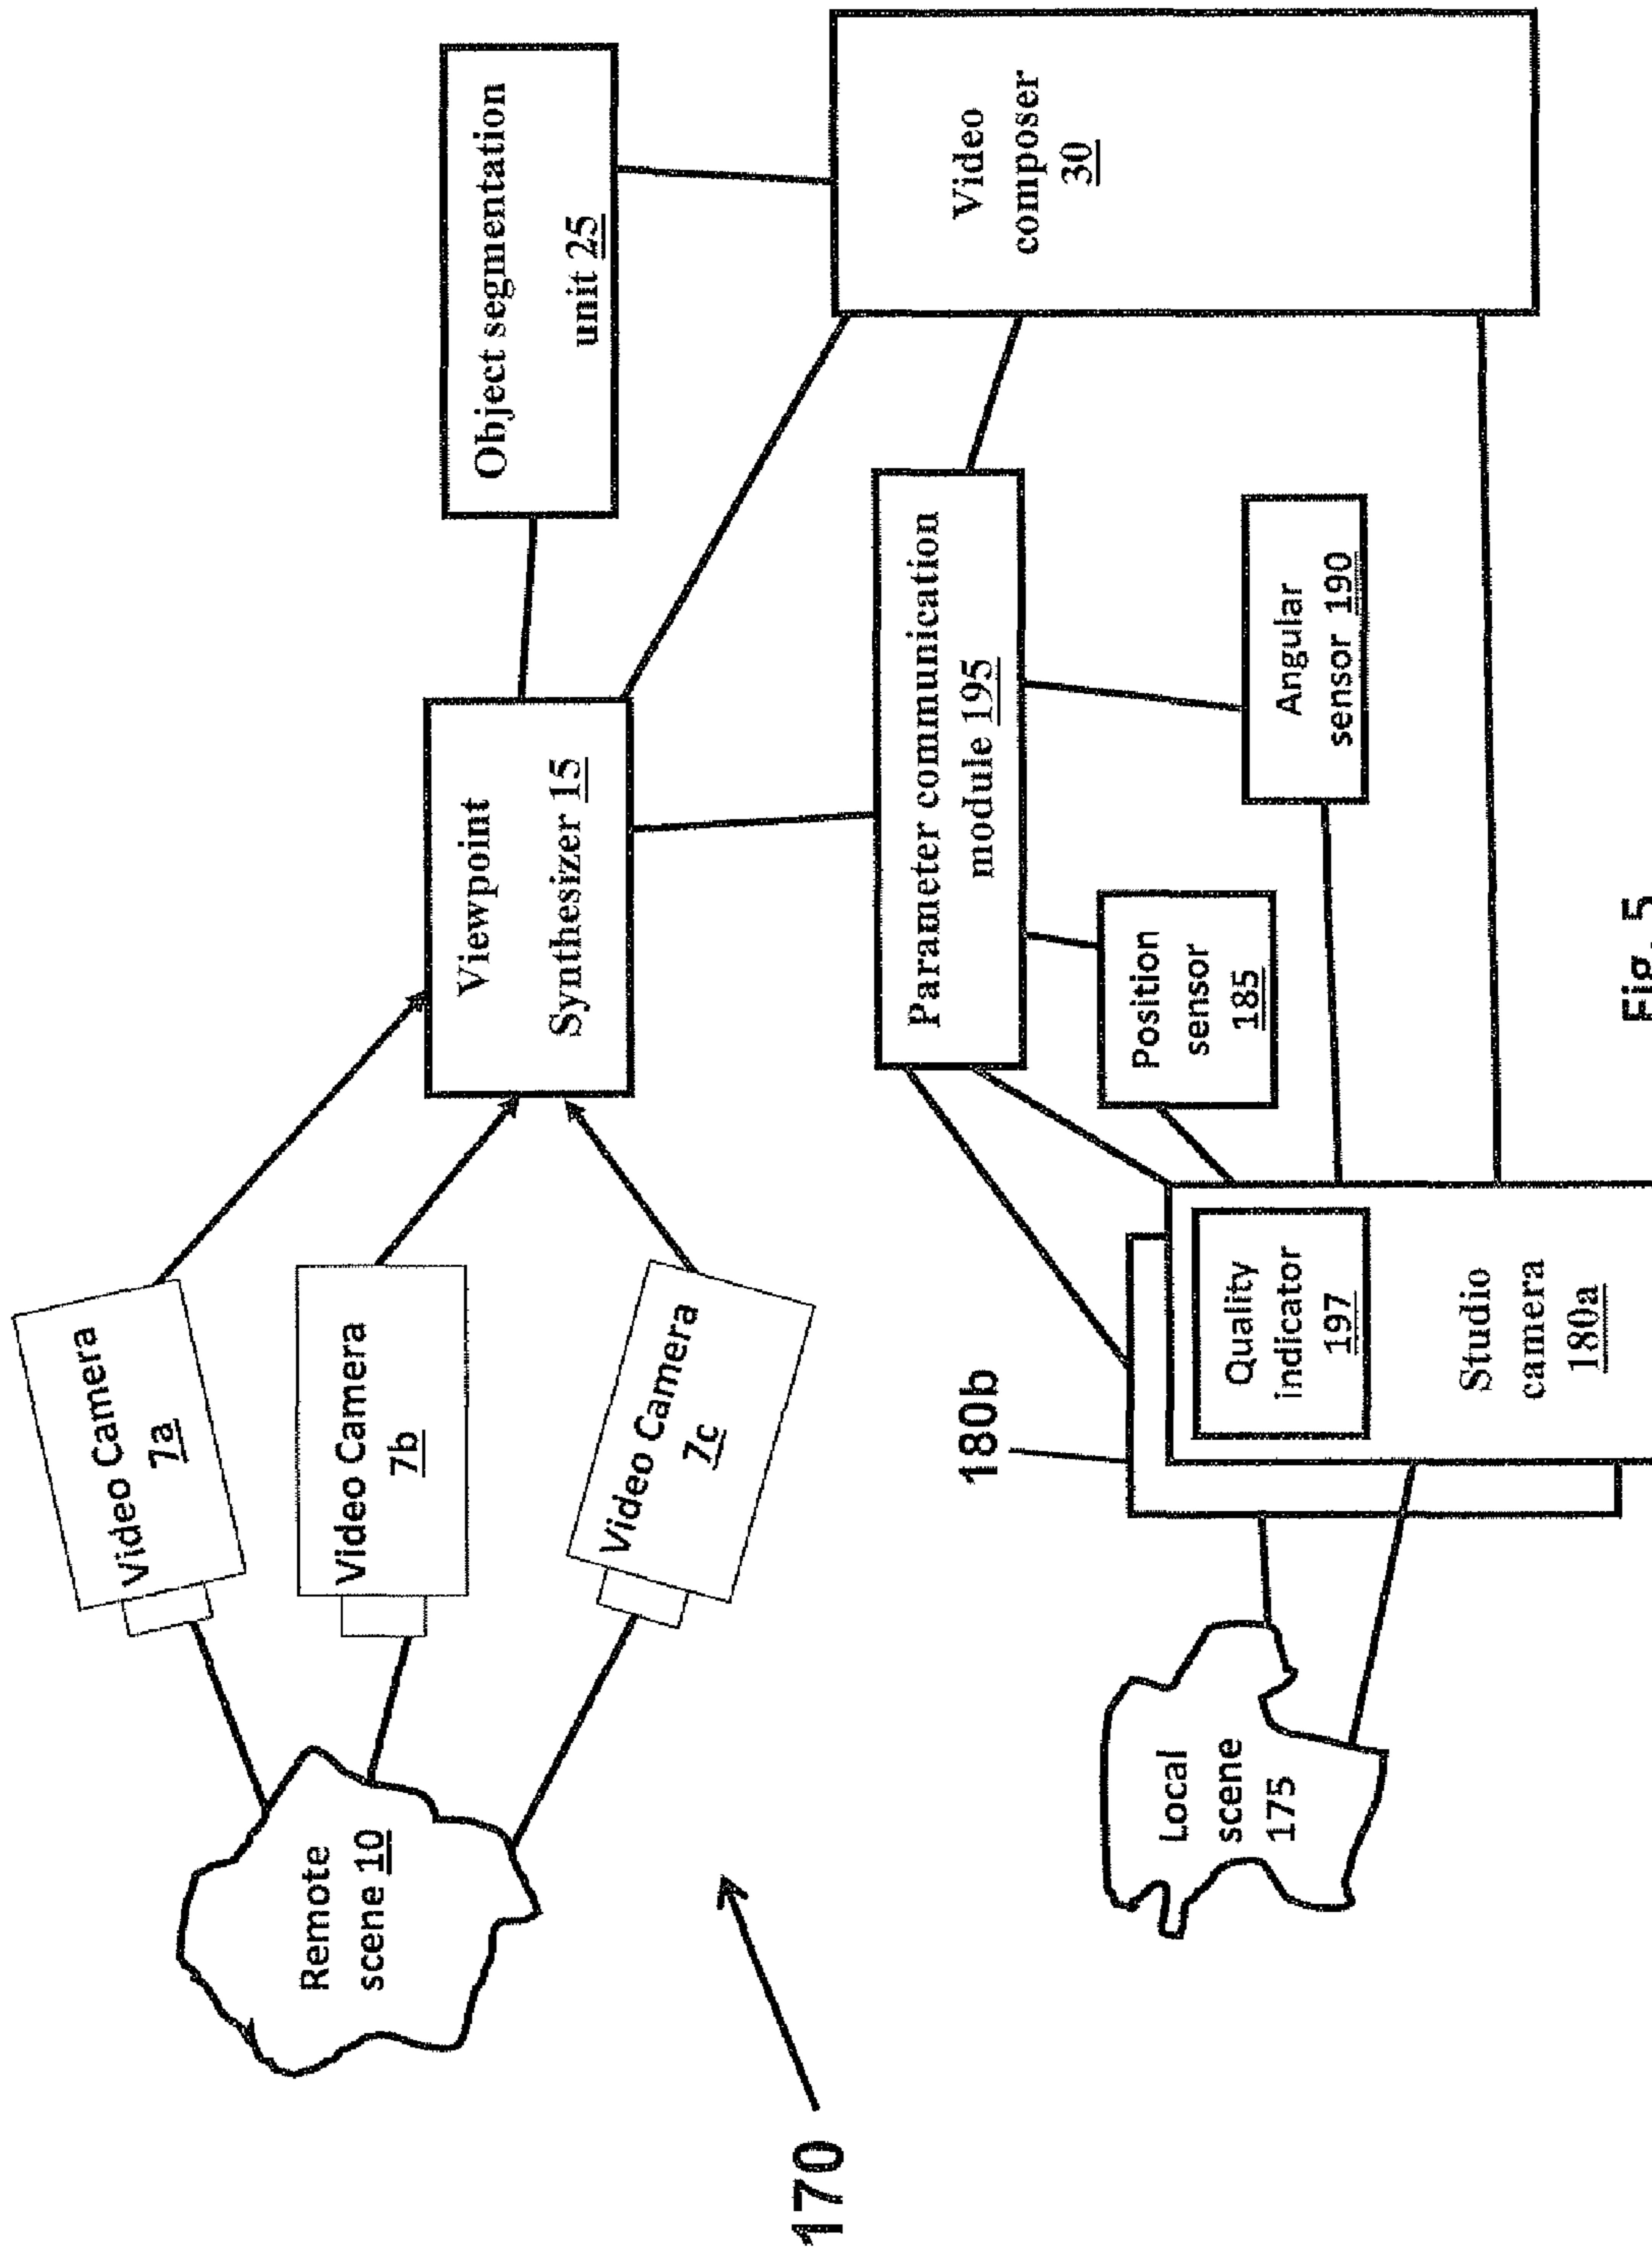 Video Camera
7a
Video Camera
7b
Video Camera
7c
Remote
scene 10
Viewpoint
Synthesizer 15
Object segmentation
unit 25
170
Parameter communication
module 195
Video
composer
30
Position
sensor
185
Angular
sensor 190
180b
Quality
indicator
197
Studio
camera
180a
Local
scene
175
Fig. 5